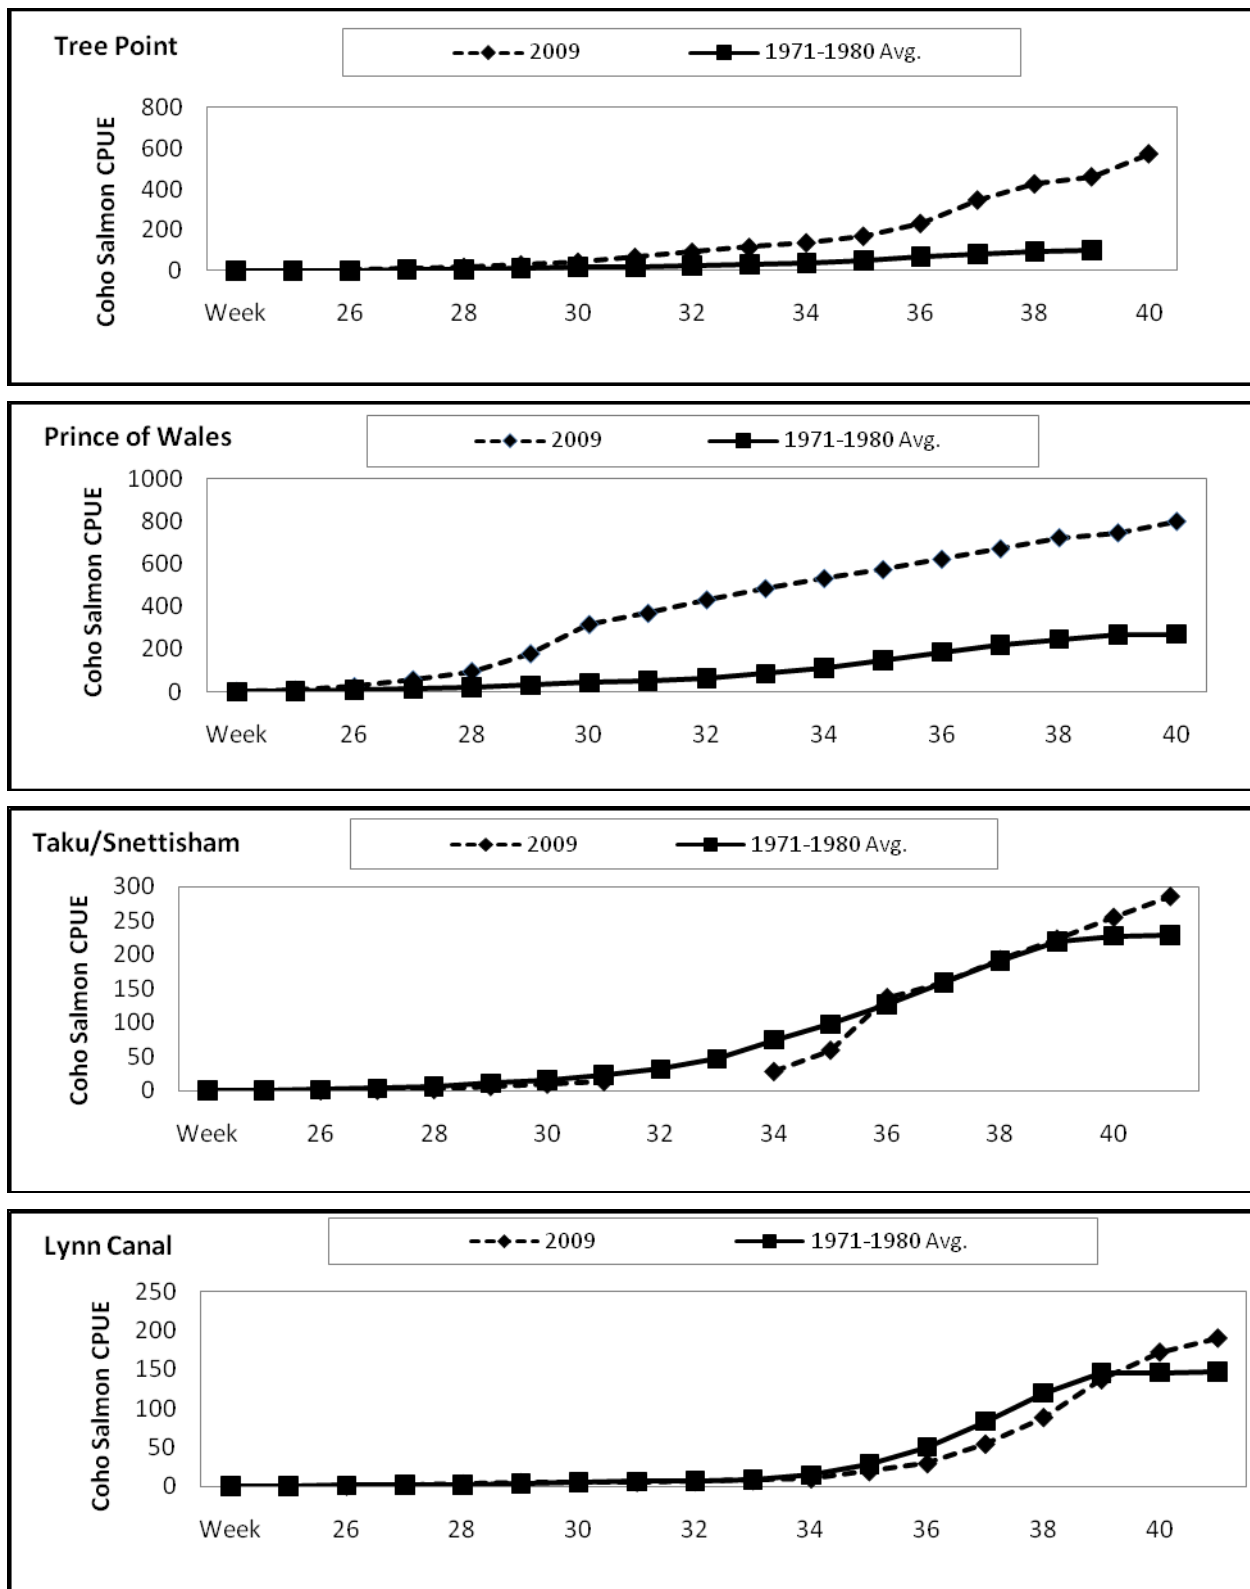 Tree Point
2009 1971-1980 Avg.
Coho Salmon CPUE
800
600
400
200
0
Week 26 28 30 32 34 36 38 40
Prince of Wales
2009 1971-1980 Avg.
Coho Salmon CPUE
1000
800
600
400
200
0
Week 26 28 30 32 34 36 38 40
Taku/Snettisham
2009 1971-1980 Avg.
Coho Salmon CPUE
300
250
200
150
100
50
0
Week 26 28 30 32 34 36 38 40
Lynn Canal
2009 1971-1980 Avg.
Coho Salmon CPUE
250
200
150
100
50
0
Week 26 28 30 32 34 36 38 40